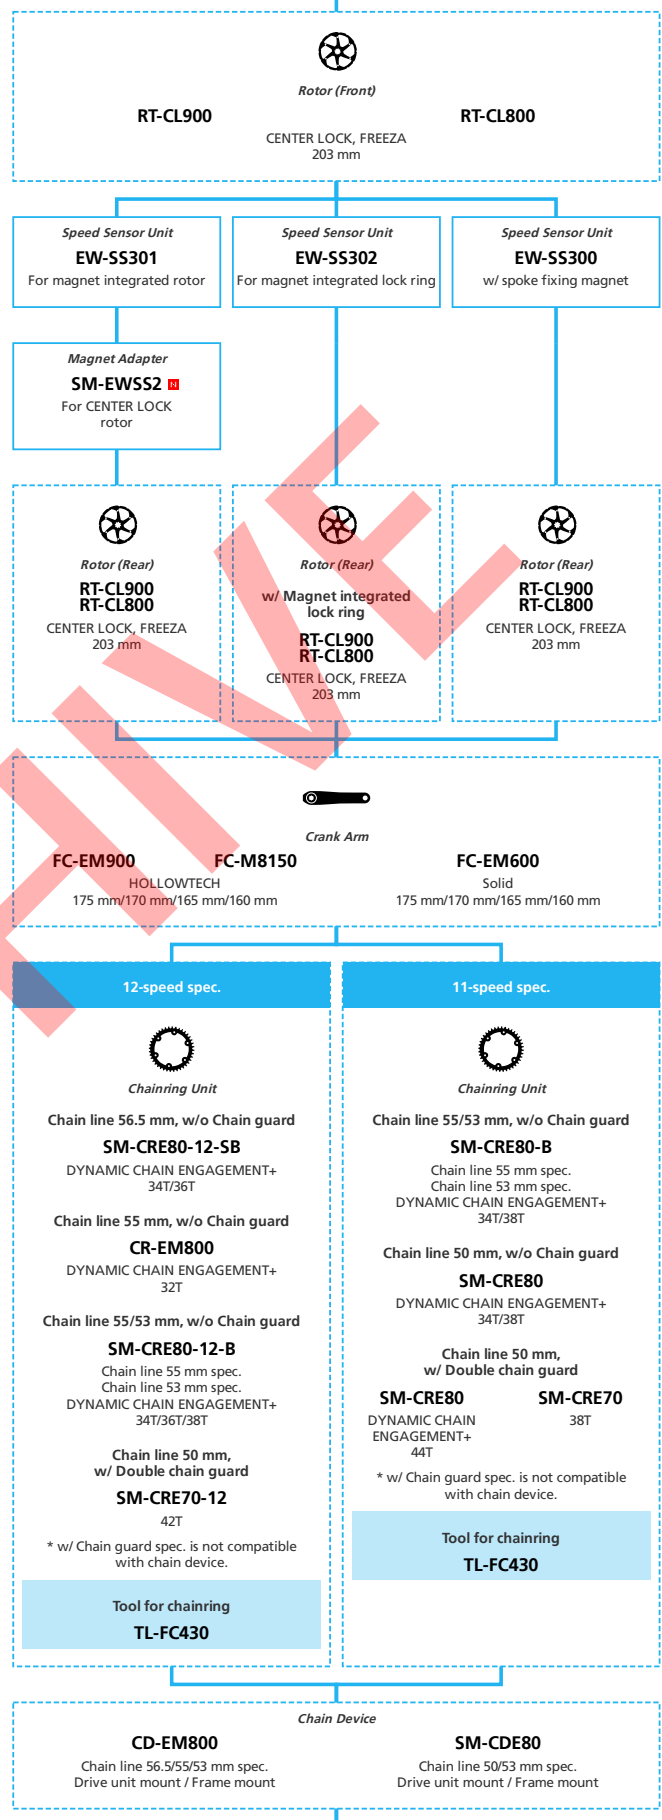 Rotor (Front)
RT-CL900
RT-CL800
CENTER LOCK, FREEZA
203 mm
Speed Sensor Unit
EW-SS301
For magnet integrated rotor
Speed Sensor Unit
EW-SS302
For magnet integrated lock ring
Speed Sensor Unit
EW-SS300
w/ spoke fixing magnet
Magnet Adapter
SM-EWSS2 N
For CENTER LOCK
rotor
Rotor (Rear)
RT-CL900
RT-CL800
CENTER LOCK, FREEZA
203 mm
Rotor (Rear)
w/ Magnet integrated
lock ring
RT-CL900
RT-CL800
CENTER LOCK, FREEZA
203 mm
Rotor (Rear)
RT-CL900
RT-CL800
CENTER LOCK, FREEZA
203 mm
HIVE
Crank Arm
FC-EM900
FC-M8150
HOLLOWTECH
175 mm/170 mm/165 mm/160 mm
FC-EM600
Solid
175 mm/170 mm/165 mm/160 mm
12-speed spec.
Chainring Unit
Chain line 56.5 mm, w/o Chain guard
SM-CRE80-12-SB
DYNAMIC CHAIN ENGAGEMENT+
34T/36T
Chain line 55 mm, w/o Chain guard
CR-EM800
DYNAMIC CHAIN ENGAGEMENT+
32T
Chain line 55/53 mm, w/o Chain guard
SM-CRE80-12-B
Chain line 55 mm spec.
Chain line 53 mm spec.
DYNAMIC CHAIN ENGAGEMENT+
34T/36T/38T
Chain line 50 mm,
w/ Double chain guard
SM-CRE70-12
42T
* w/ Chain guard spec. is not compatible
with chain device.
Tool for chainring
TL-FC430
11-speed spec.
Chainring Unit
Chain line 55/53 mm, w/o Chain guard
SM-CRE80-B
Chain line 55 mm spec.
Chain line 53 mm spec.
DYNAMIC CHAIN ENGAGEMENT+
34T/38T
Chain line 50 mm, w/o Chain guard
SM-CRE80
DYNAMIC CHAIN ENGAGEMENT+
34T/38T
Chain line 50 mm,
w/ Double chain guard
SM-CRE80
DYNAMIC CHAIN
ENGAGEMENT+
44T
SM-CRE70
38T
* w/ Chain guard spec. is not compatible
with chain device.
Tool for chainring
TL-FC430
Chain Device
CD-EM800
Chain line 56.5/55/53 mm spec.
Drive unit mount / Frame mount
SM-CDE80
Chain line 50/53 mm spec.
Drive unit mount / Frame mount